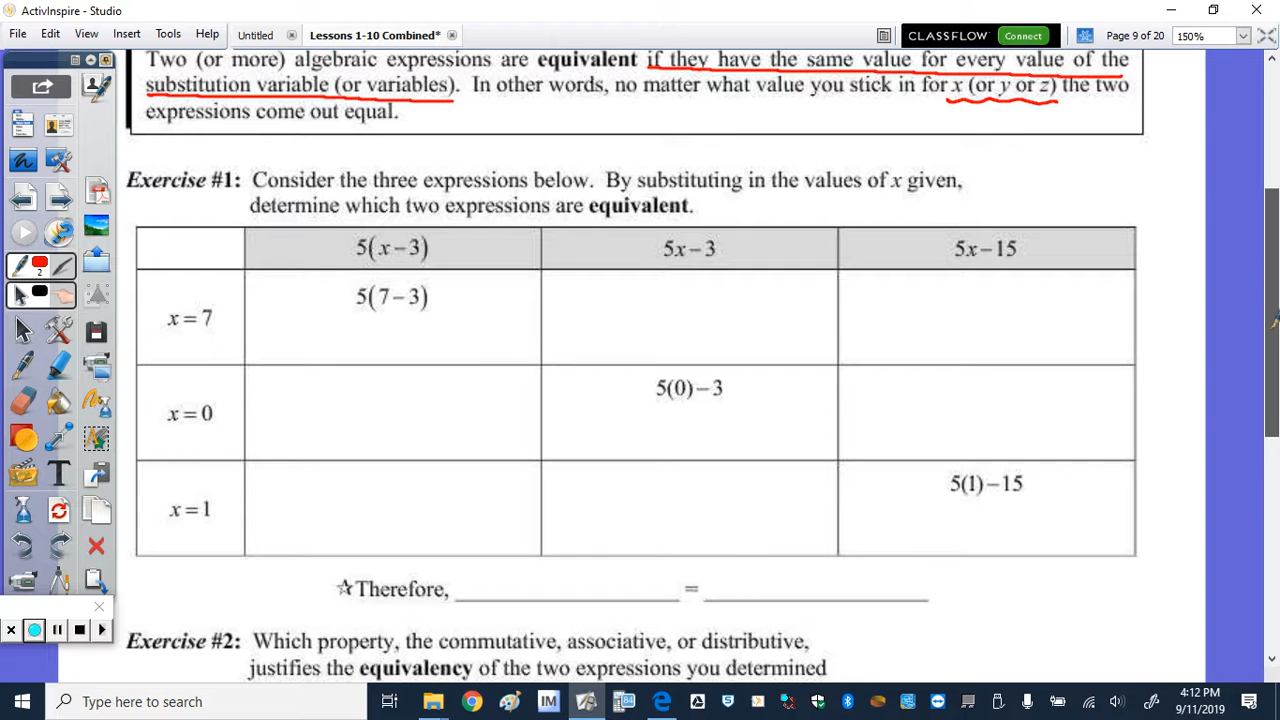 ActivInspire - Studio
File Edit View Insert Tools Help
Untitled
Lessons 1-10 Combined*
CLASSFLOW Connect
Page 9 of 20
150%
Two (or more) algebraic expressions are equivalent if they have the same value for every value of the
substitution variable (or variables). In other words, no matter what value you stick in for x (or y or z) the two
expressions come out equal.
Exercise #1: Consider the three expressions below. By substituting in the values of x given,
determine which two expressions are equivalent.
5(x-3) 5x-3 5x-15
x=7 5(7-3)
x=0 5(0)-3
x=1 5(1)-15
☆Therefore, ____________ = ____________
Exercise #2: Which property, the commutative, associative, or distributive,
justifies the equivalency of the two expressions you determined
2
T
Type here to search
IM
4:12 PM
9/11/2019